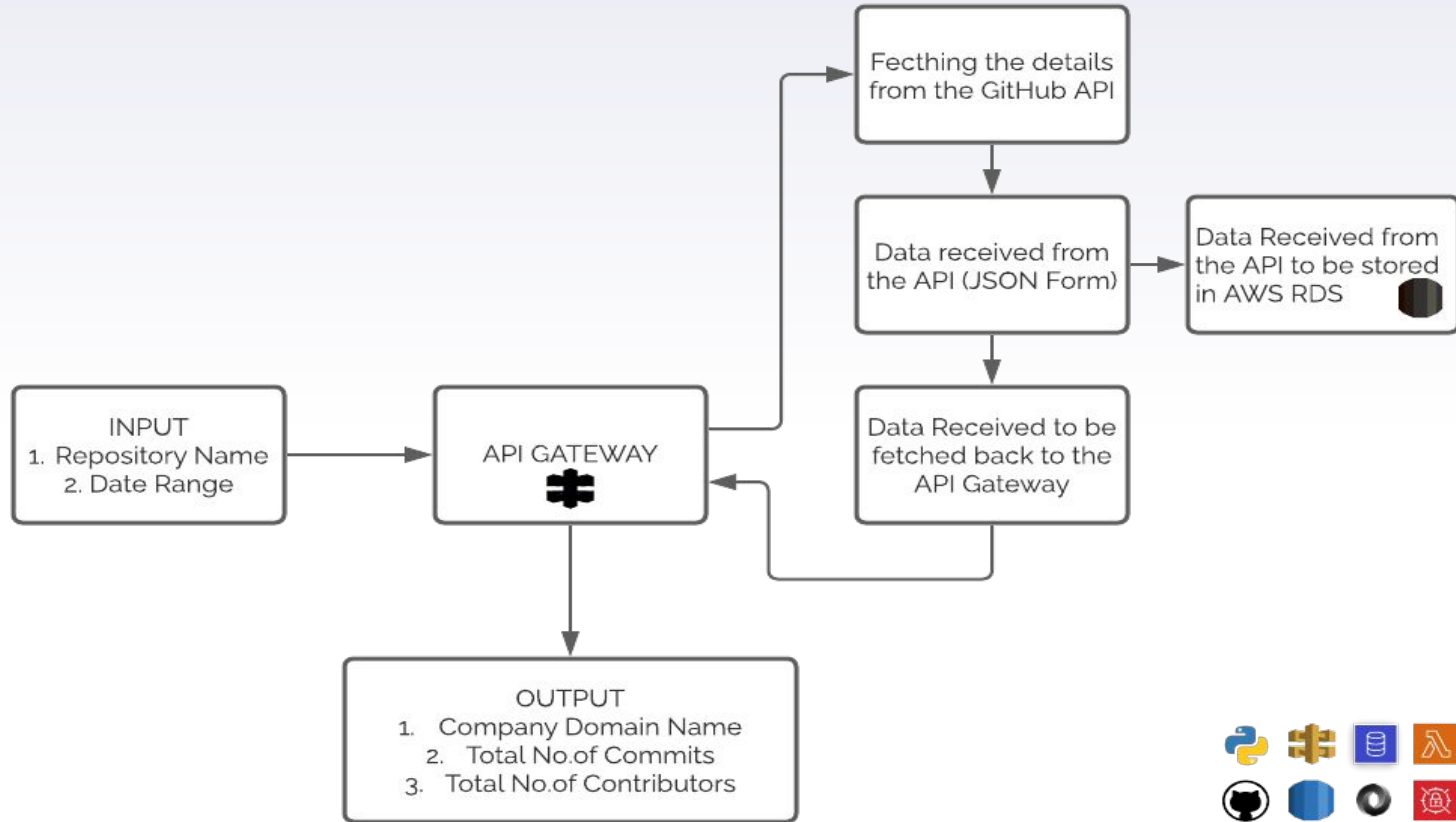 Fecthing the details
from the GitHub API
Data received from
the API (JSON Form)
Data Received from
the API to be stored
in AWS RDS
INPUT
1. Repository Name
2. Date Range
API GATEWAY
Data Received to be
fetched back to the
API Gateway
OUTPUT
1. Company Domain Name
2. Total No.of Commits
3. Total No.of Contributors